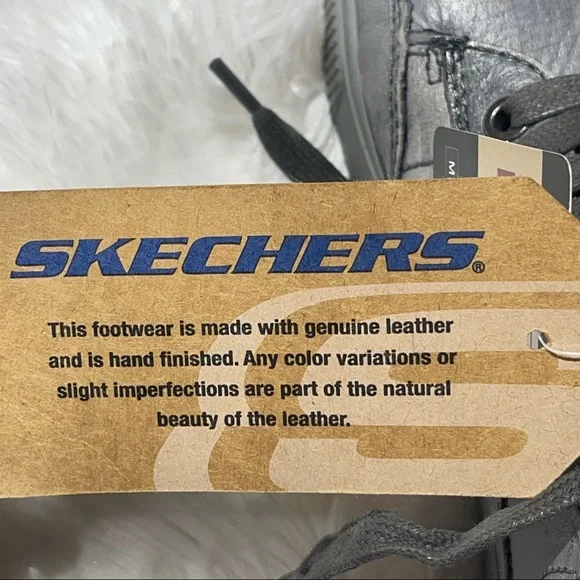 SKECHERS®
This footwear is made with genuine leather
and is hand finished. Any color variations or
slight imperfections are part of the natural
beauty of the leather.
M